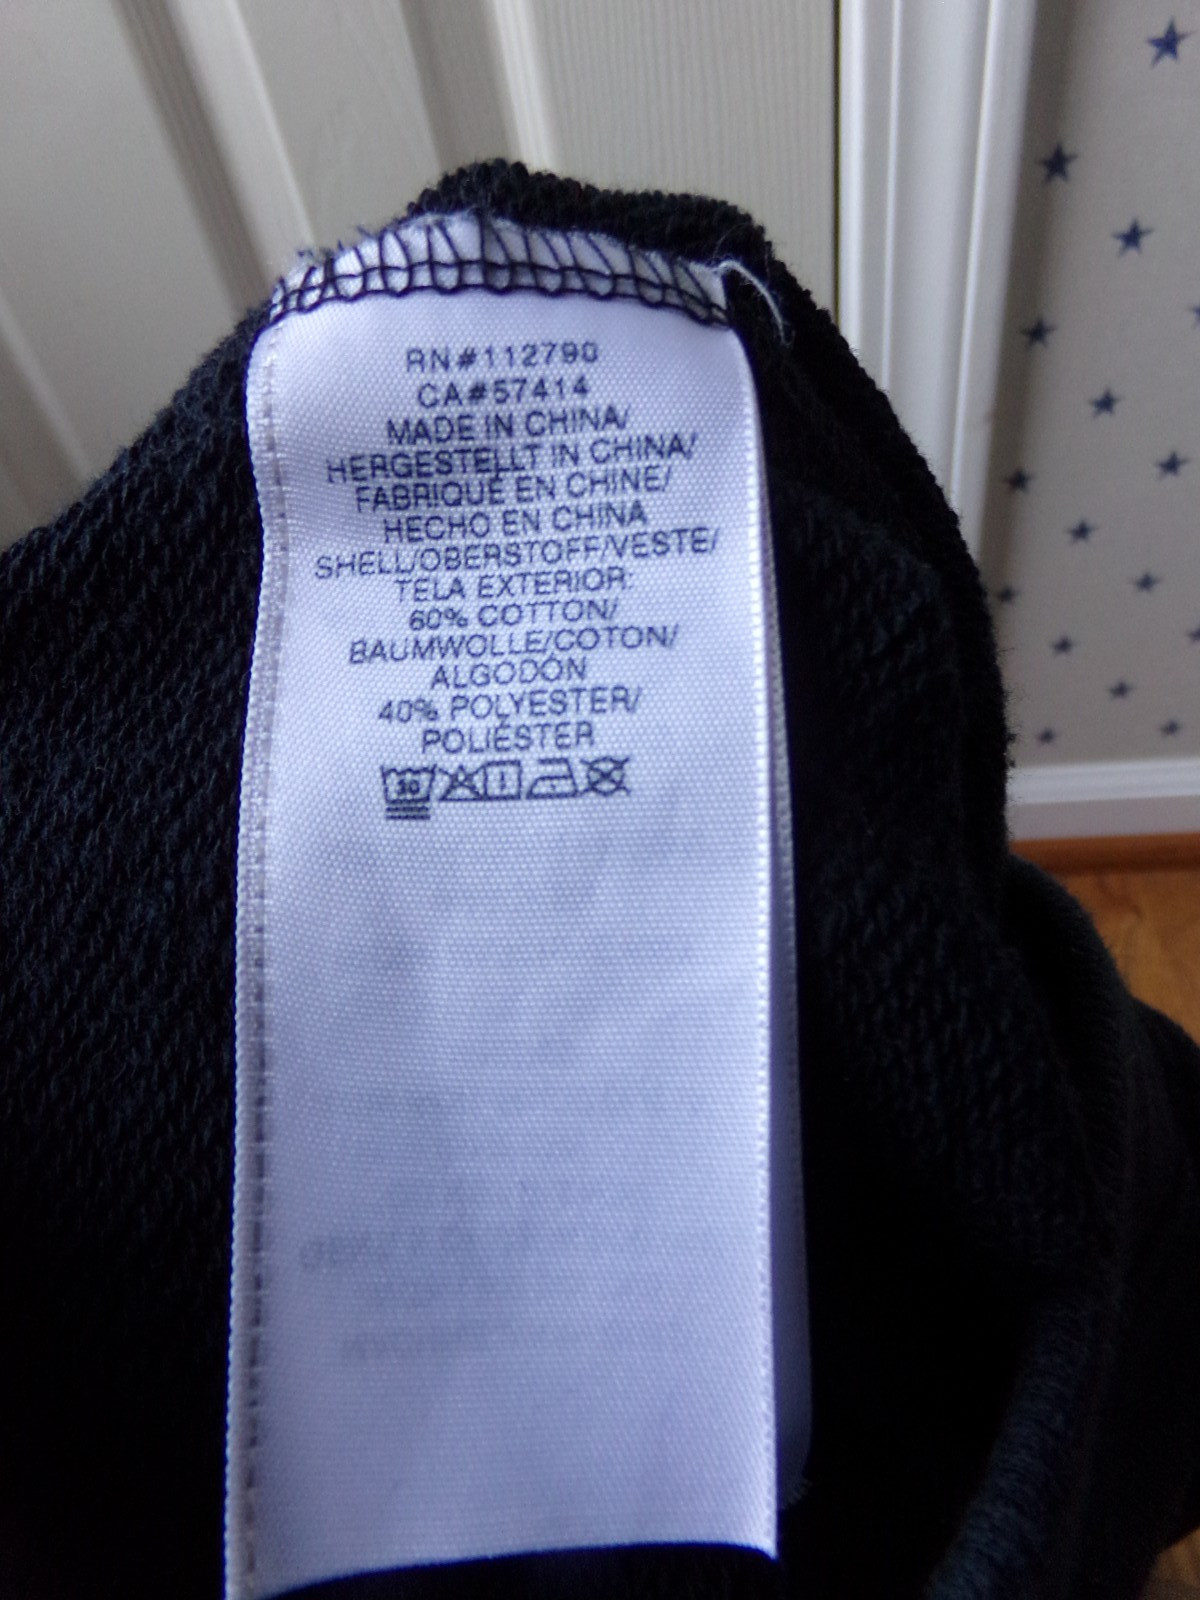 RN#112790
CA#57414
MADE IN CHINA/
HERGESTELLT IN CHINA/
FABRIQUÉ EN CHINE/
HECHO EN CHINA
SHELL/OBERSTOFF/VESTE/
TELA EXTERIOR:
60% COTTON/
BAUMWOLLE/COTON/
ALGODÓN
40% POLYESTER/
POLIÉSTER
30